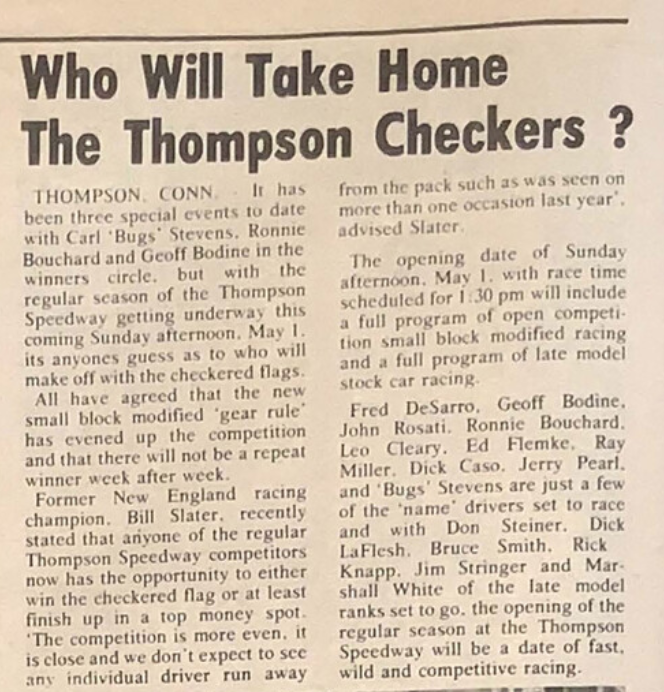 Who Will Take Home
The Thompson Checkers ?
THOMPSON, CONN. - It has
been three special events to date
with Carl 'Bugs' Stevens, Ronnie
Bouchard and Geoff Bodine in the
winners circle, but with the
regular season of the Thompson
Speedway getting underway this
coming Sunday afternoon, May 1,
its anyones guess as to who will
make off with the checkered flags.
All have agreed that the new
small block modified 'gear rule'
has evened up the competition
and that there will not be a repeat
winner week after week.
Former New England racing
champion, Bill Slater, recently
stated that anyone of the regular
Thompson Speedway competitors
now has the opportunity to either
win the checkered flag or at least
finish up in a top money spot.
'The competition is more even, it
is close and we don't expect to see
any individual driver run away
from the pack such as was seen on
more than one occasion last year',
advised Slater.
The opening date of Sunday
afternoon, May 1, with race time
scheduled for 1:30 pm will include
a full program of open competi-
tion small block modified racing
and a full program of late model
stock car racing.
Fred DeSarro, Geoff Bodine,
John Rosati, Ronnie Bouchard,
Leo Cleary, Ed Flemke, Ray
Miller, Dick Caso, Jerry Pearl,
and 'Bugs' Stevens are just a few
of the 'name' drivers set to race
and with Don Steiner, Dick
LaFlesh, Bruce Smith, Rick
Knapp, Jim Stringer and Mar-
shall White of the late model
ranks set to go, the opening of the
regular season at the Thompson
Speedway will be a date of fast,
wild and competitive racing.